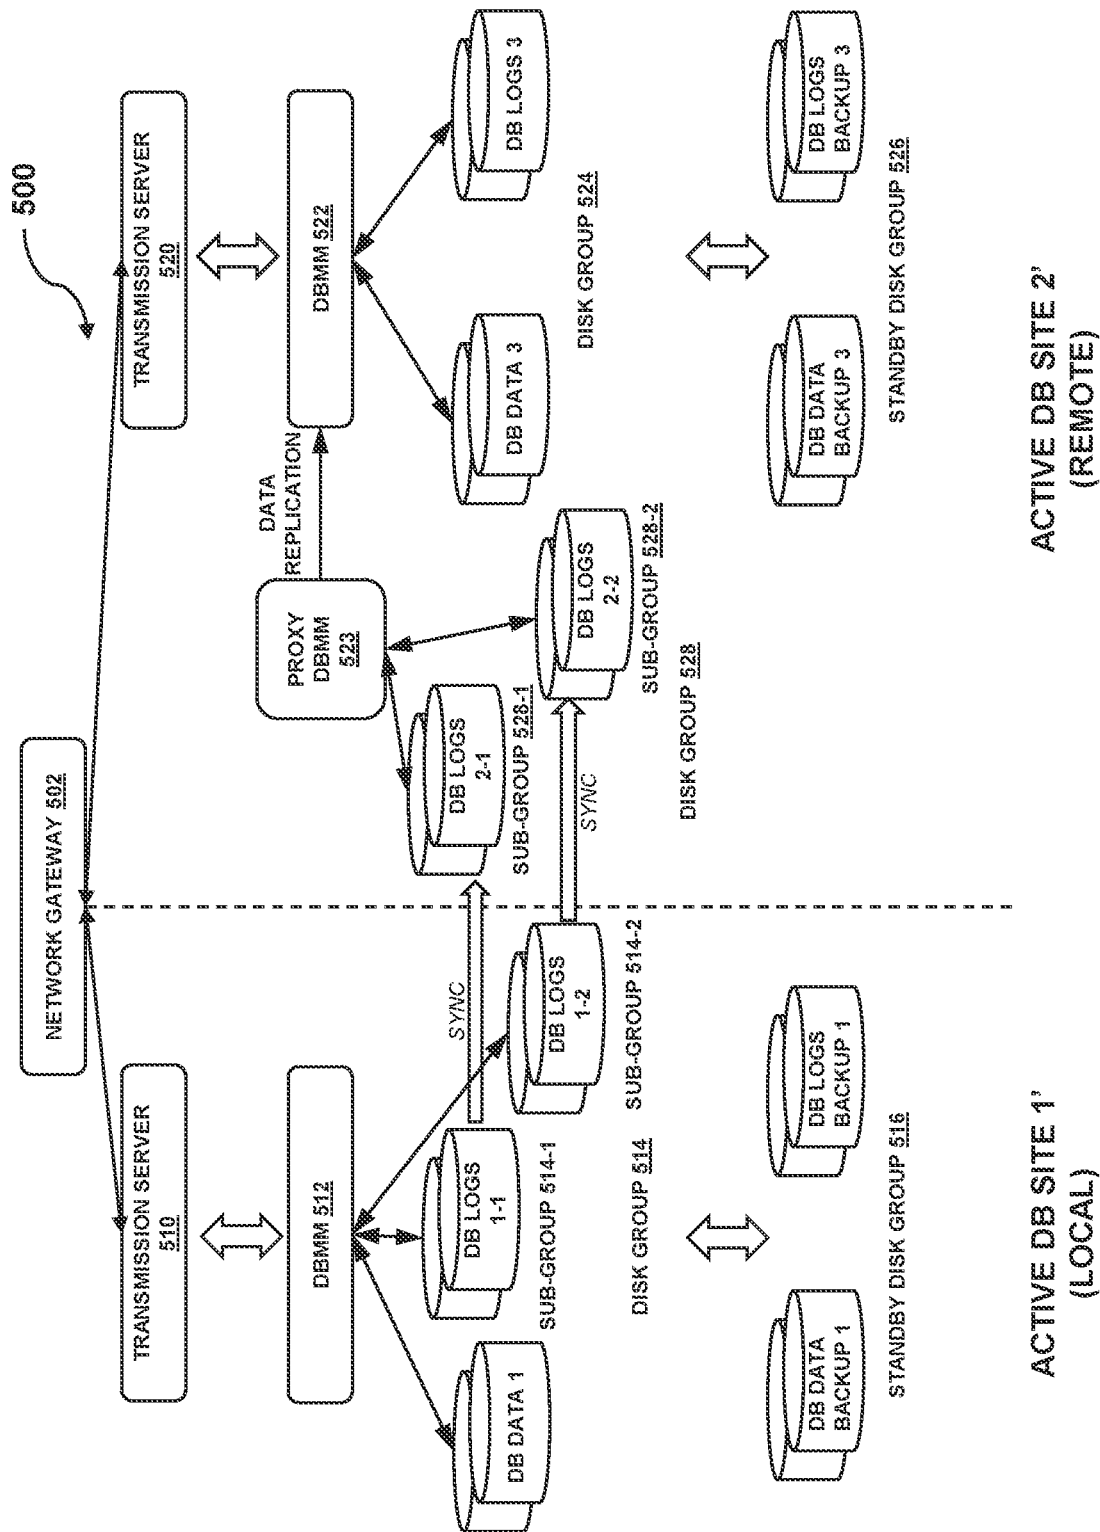 500
NETWORK GATEWAY 502
TRANSMISSION SERVER
510
TRANSMISSION SERVER
520
DBMM 512
PROXY
DBMM
523
DATA
REPLICATION
DBMM 522
DB DATA 1
DB LOGS
1-1
SUB-GROUP 514-1
DB LOGS
1-2
SUB-GROUP 514-2
DISK GROUP 514
SYNC
SYNC
DB LOGS
2-1
SUB-GROUP 528-1
DB LOGS
2-2
SUB-GROUP 528-2
DISK GROUP 528
DB DATA 3
DB LOGS 3
DISK GROUP 524
DB DATA
BACKUP 1
DB LOGS
BACKUP 1
STANDBY DISK GROUP 516
DB DATA
BACKUP 3
DB LOGS
BACKUP 3
STANDBY DISK GROUP 526
ACTIVE DB SITE 1'
(LOCAL)
ACTIVE DB SITE 2'
(REMOTE)